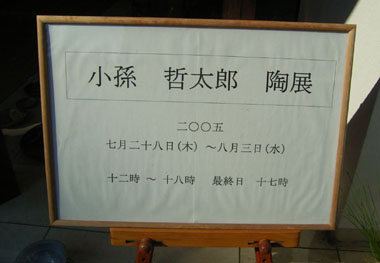 小孫 哲太郎 陶展
二〇〇五
七月二十八日(木) ～八月三日(水)
十二時 ～ 十八時 最終日 十七時